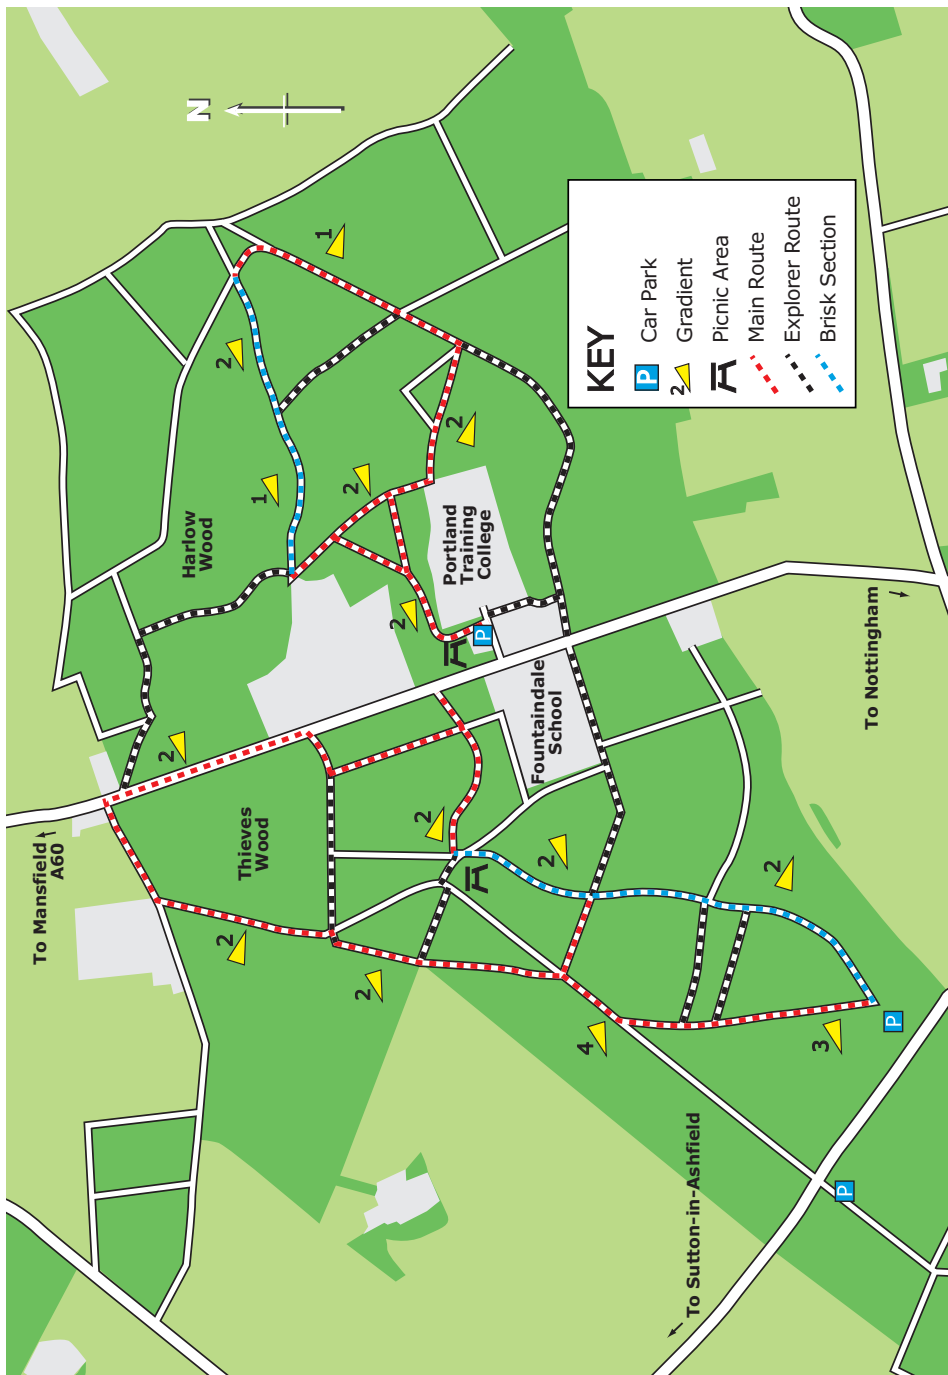 To Mansfield
A60
N
Harlow
Wood
Thieves
Wood
Portland
Training
College
Fountaindale
School
To Nottingham
To Sutton-in-Ashfield
1
2
1
2
2
2
2
2
2
2
2
2
4
3
2
P
P
P
KEY
P Car Park
2 Gradient
Picnic Area
Main Route
Explorer Route
Brisk Section